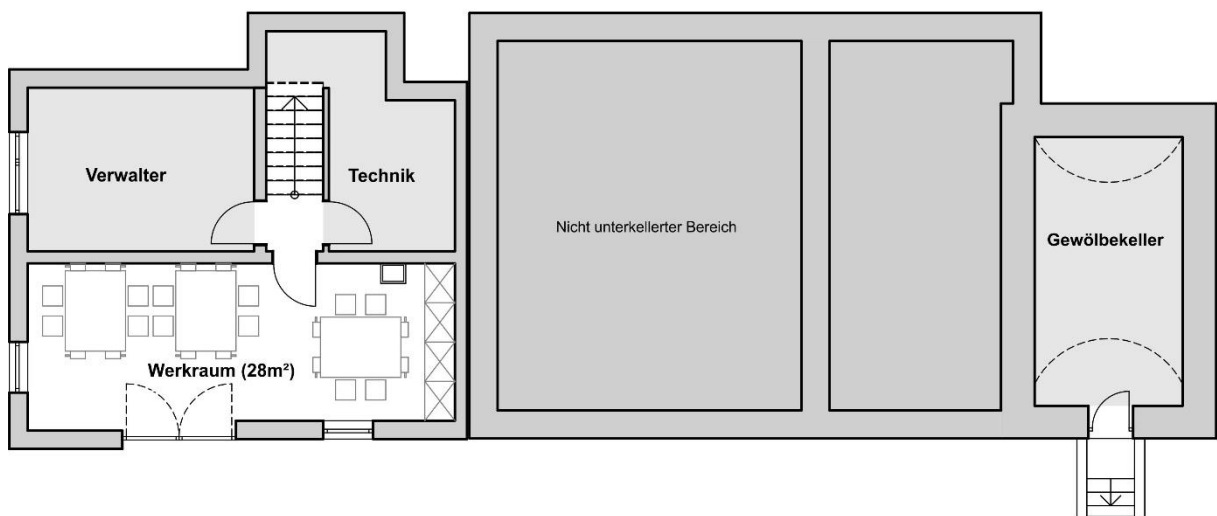 Verwalter
Technik
Nicht unterkellerter Bereich
Gewölbekeller
Werkraum (28m²)